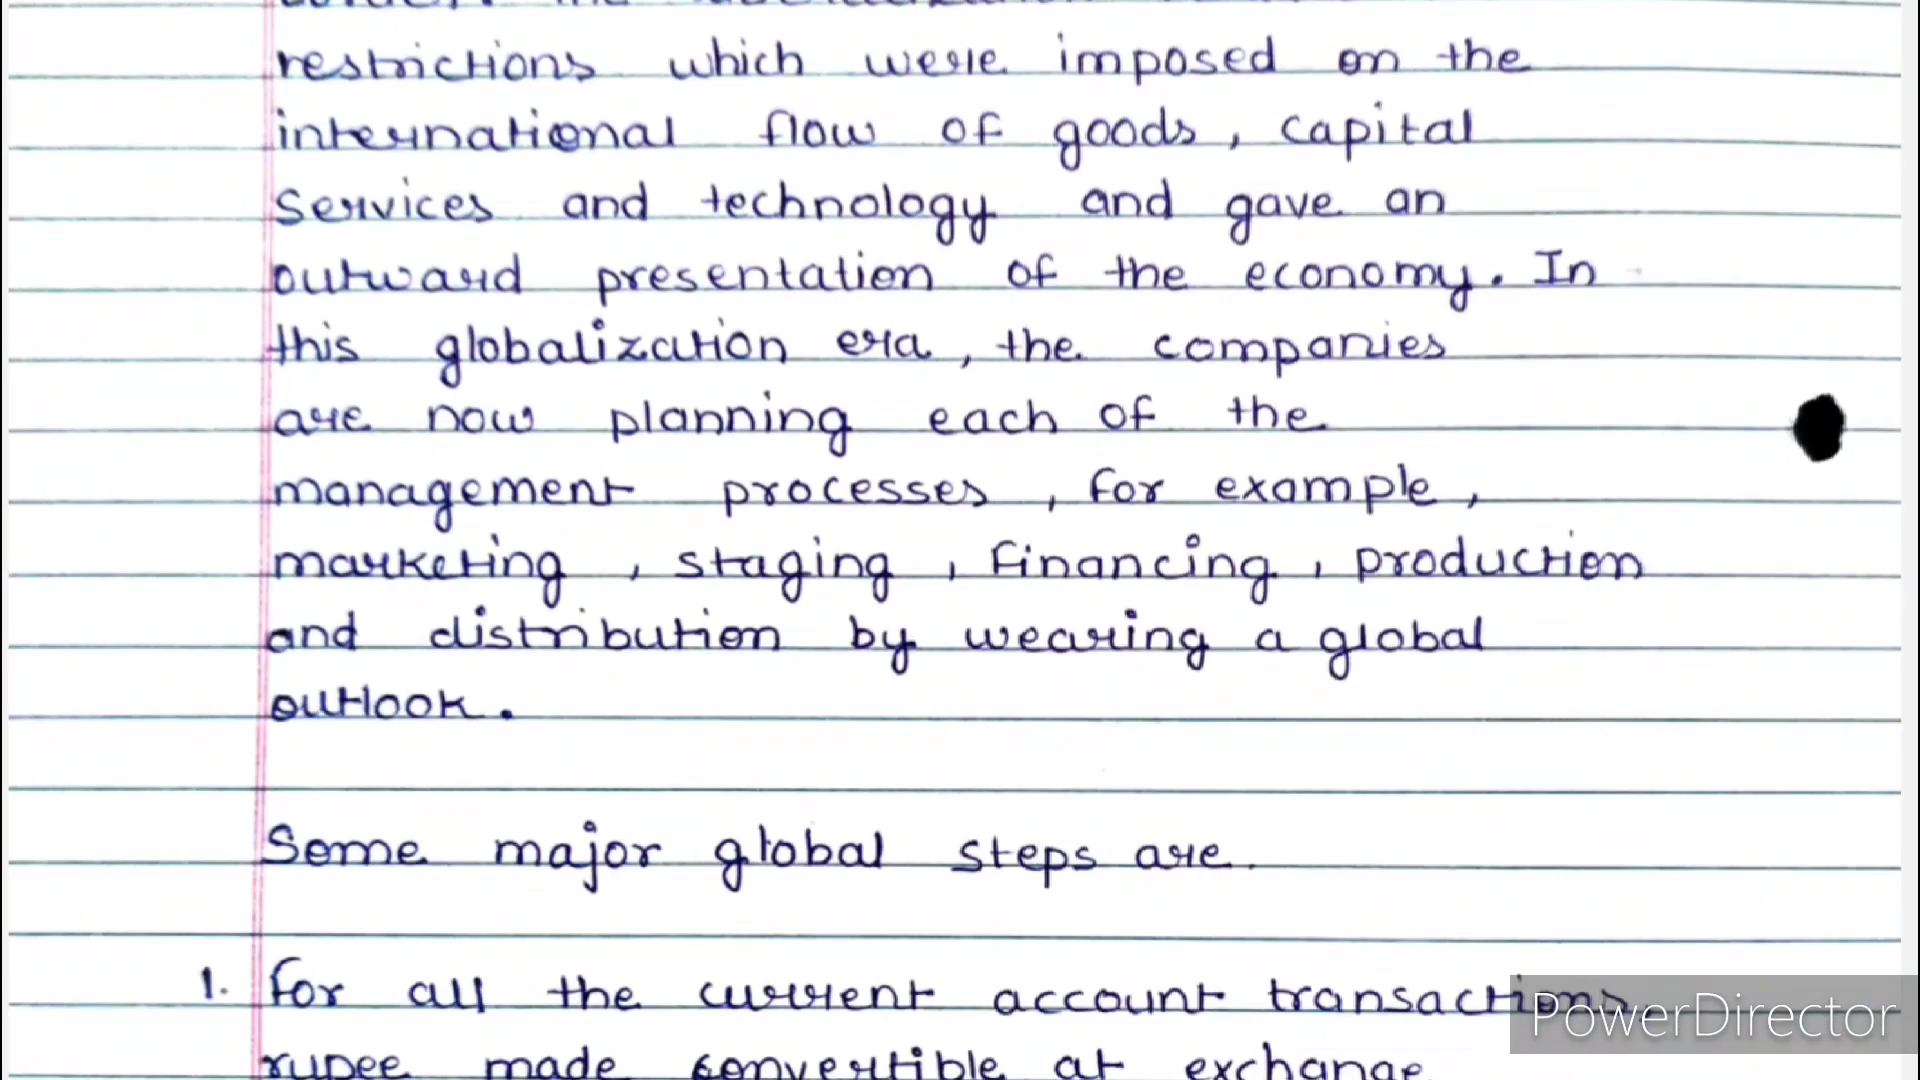 restrictions which were imposed on the
international flow of goods, capital
services and technology and gave an
outward presentation of the economy. In
this globalization era, the companies
are now planning each of the
management processes, for example,
marketing, staging, financing, production
and distribution by wearing a global
outlook.
Some major global steps are
1. for all the current account transactions
rupee made convertible at exchange
PowerDirector